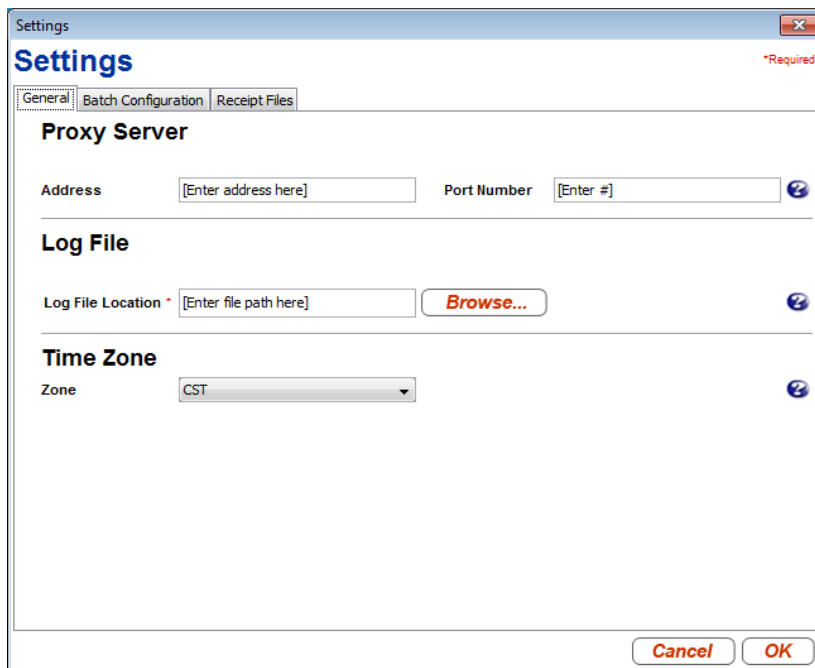 Settings
Settings
*Required
General Batch Configuration Receipt Files
Proxy Server
Address [Enter address here] Port Number [Enter #]
Log File
Log File Location * [Enter file path here] Browse...
Time Zone
Zone CST
Cancel OK